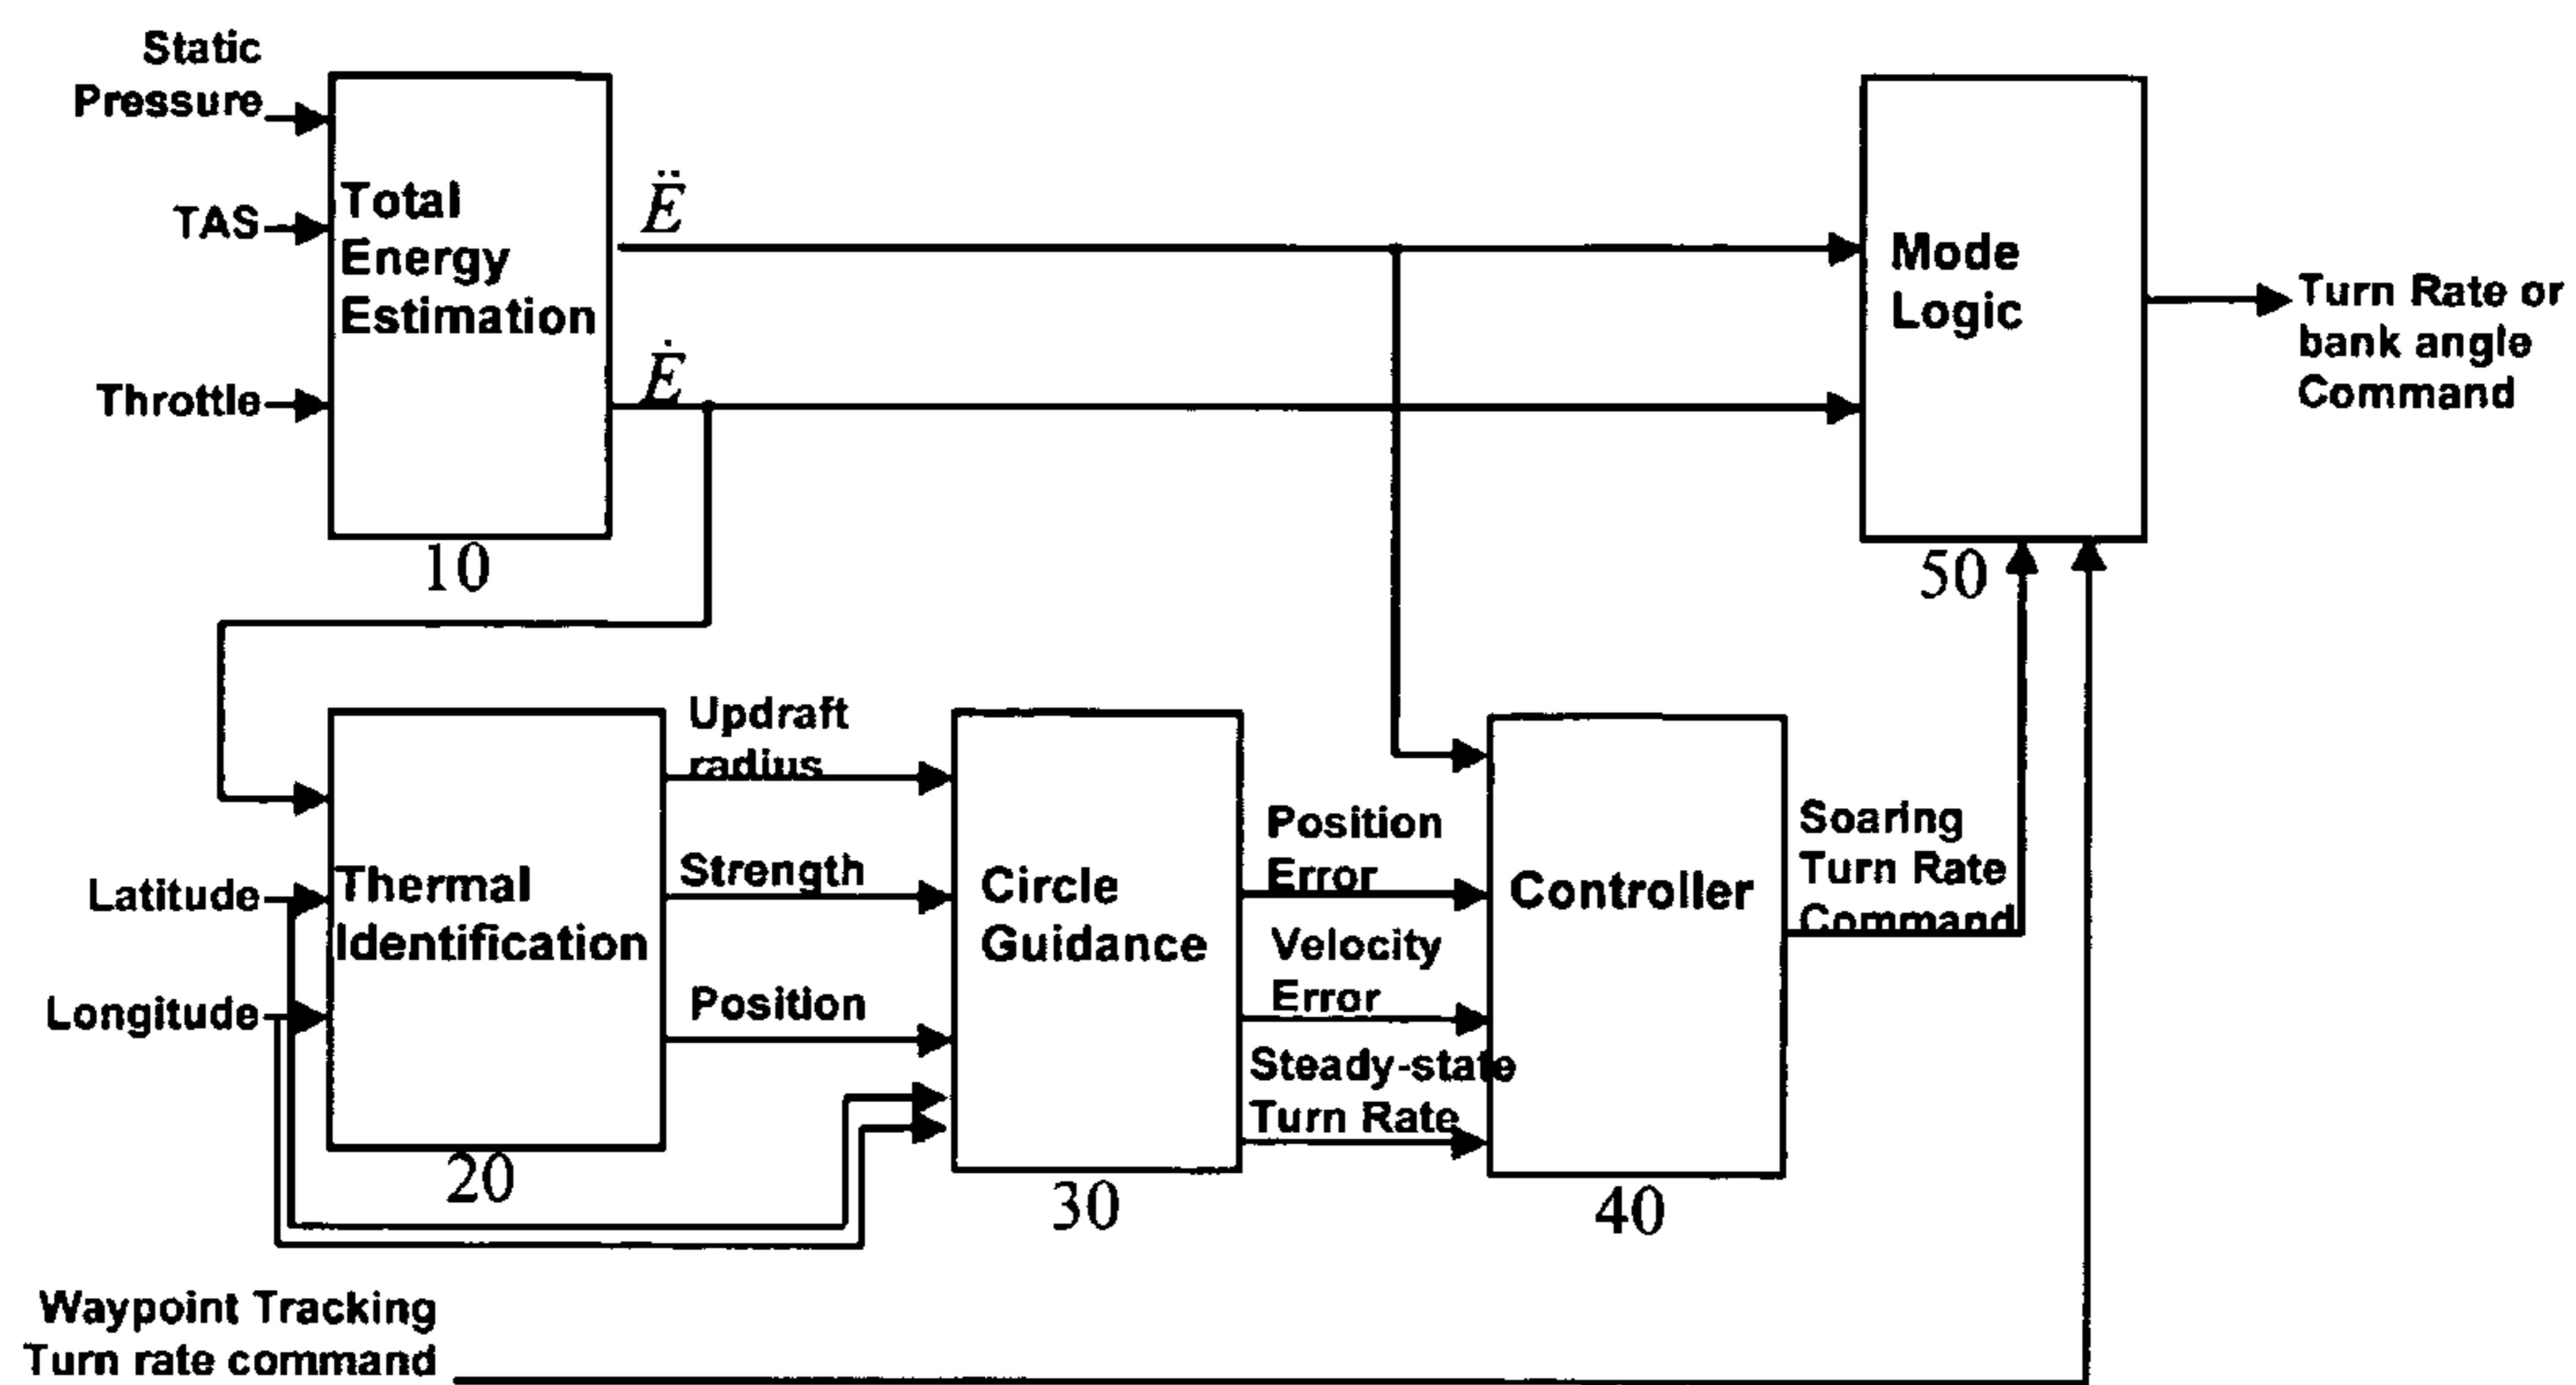 Static
Pressure
TAS
Throttle
Total
Energy
Estimation
10
Ë
Ė
Mode
Logic
50
Turn Rate or
bank angle
Command
Latitude
Longitude
Thermal
Identification
20
Updraft
radius
Strength
Position
Circle
Guidance
30
Position
Error
Velocity
Error
Steady-state
Turn Rate
Controller
40
Soaring
Turn Rate
Command
Waypoint Tracking
Turn rate command